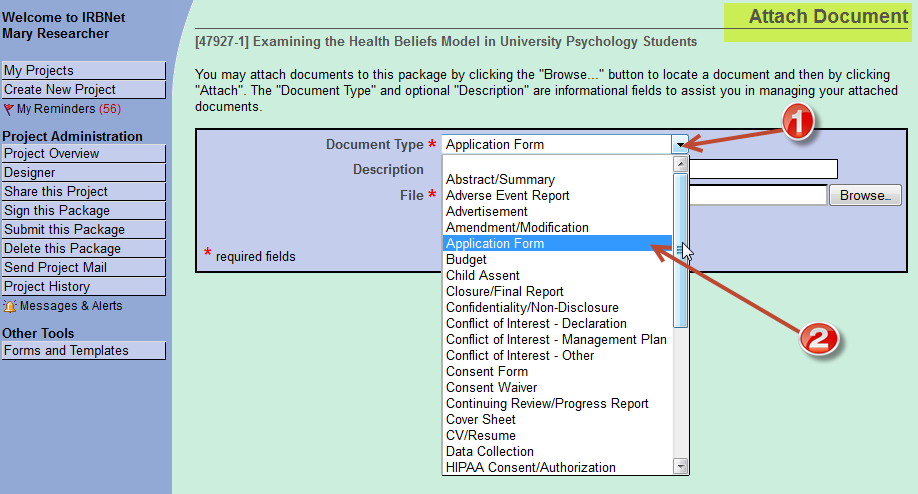 Welcome to IRBNet
Mary Researcher
My Projects
Create New Project
My Reminders (56)
Project Administration
Project Overview
Designer
Share this Project
Sign this Package
Submit this Package
Delete this Package
Send Project Mail
Project History
Messages & Alerts
Other Tools
Forms and Templates
Attach Document
[47927-1] Examining the Health Beliefs Model in University Psychology Students
You may attach documents to this package by clicking the "Browse..." button to locate a document and then by clicking
"Attach". The "Document Type" and optional "Description" are informational fields to assist you in managing your attached
documents.
1
Document Type * Application Form
Description
File * Browse...
* required fields
Abstract/Summary
Adverse Event Report
Advertisement
Amendment/Modification
Application Form
Budget
Child Assent
Closure/Final Report
Confidentiality/Non-Disclosure
Conflict of Interest - Declaration
Conflict of Interest - Management Plan
Conflict of Interest - Other
Consent Form
Consent Waiver
Continuing Review/Progress Report
Cover Sheet
CV/Resume
Data Collection
HIPAA Consent/Authorization
2